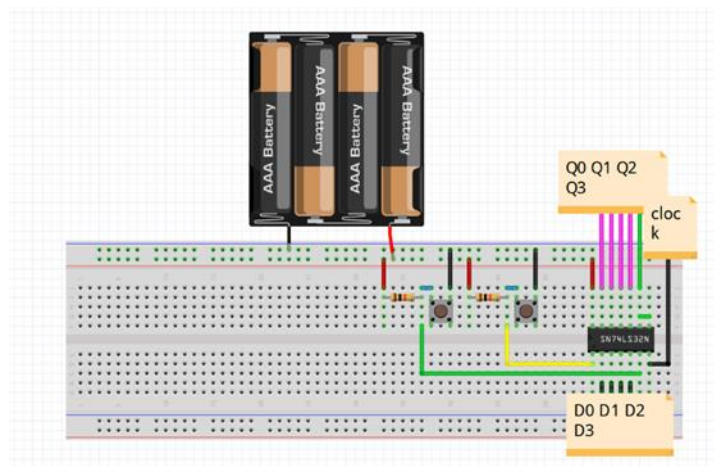 AAA Battery
AAA Battery
AAA Battery
AAA Battery
Q0 Q1 Q2
Q3
cloc
k
SN74LS32N
D0 D1 D2
D3